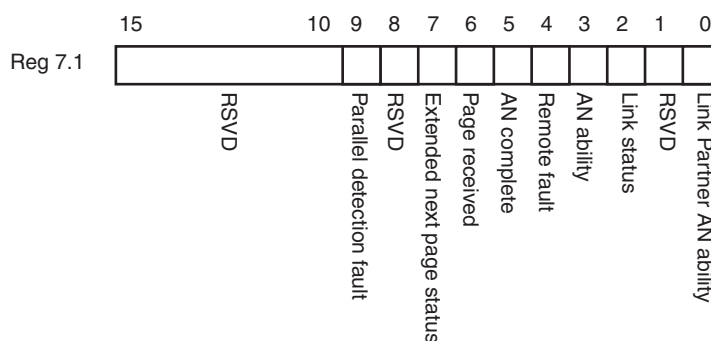 15 10 9 8 7 6 5 4 3 2 1 0
Reg 7.1
RSVD
Parallel detection fault
RSVD
Extended next page status
Page received
AN complete
Remote fault
AN ability
Link status
RSVD
Link Partner AN ability